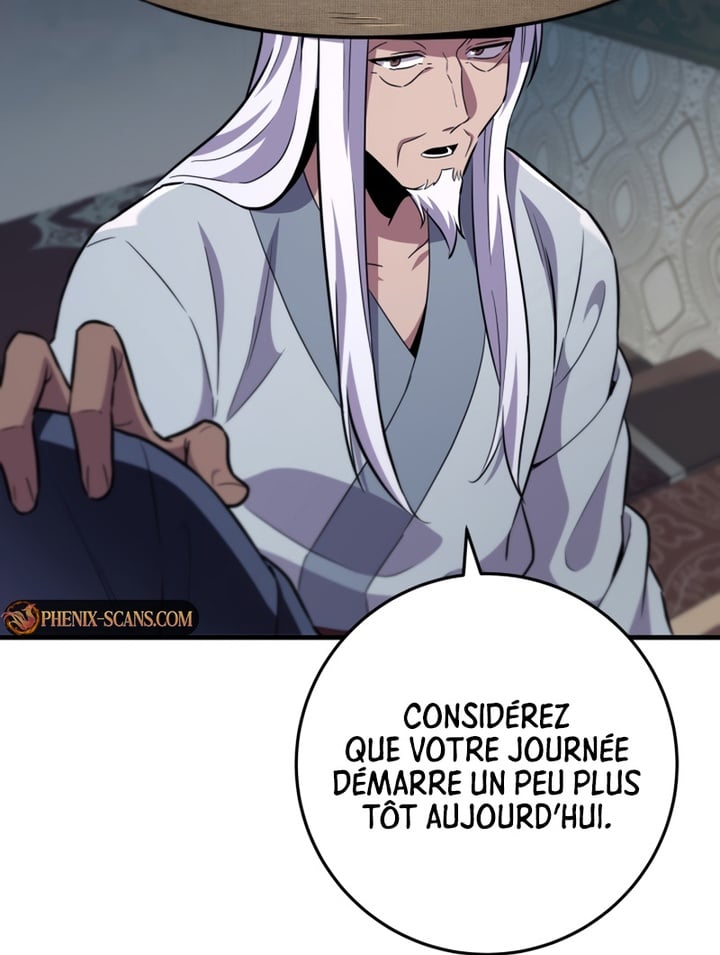 PHENIX-SCANS.COM
CONSIDÉREZ
QUE VOTRE JOURNÉE
DÉMARRE UN PEU PLUS
TÔT AUJOURD'HUI.